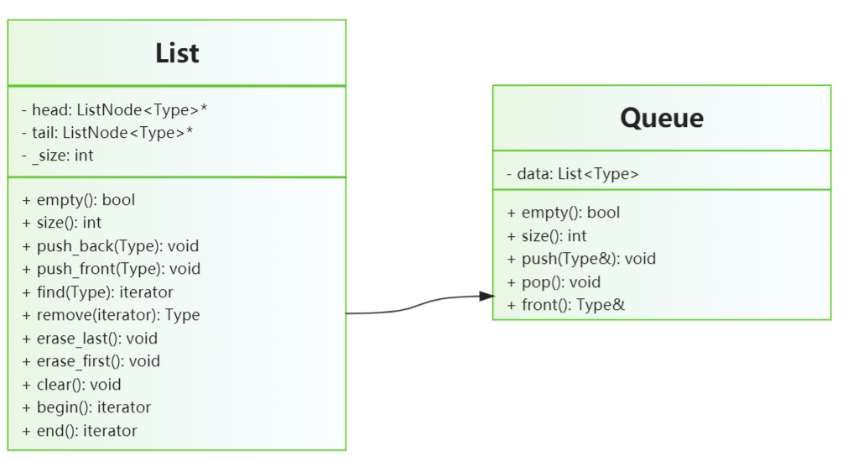 List
- head: ListNode<Type>*
- tail: ListNode<Type>*
- _size: int
+ empty(): bool
+ size(): int
+ push_back(Type): void
+ push_front(Type): void
+ find(Type): iterator
+ remove(iterator): Type
+ erase_last(): void
+ erase_first(): void
+ clear(): void
+ begin(): iterator
+ end(): iterator
Queue
- data: List<Type>
+ empty(): bool
+ size(): int
+ push(Type&): void
+ pop(): void
+ front(): Type&